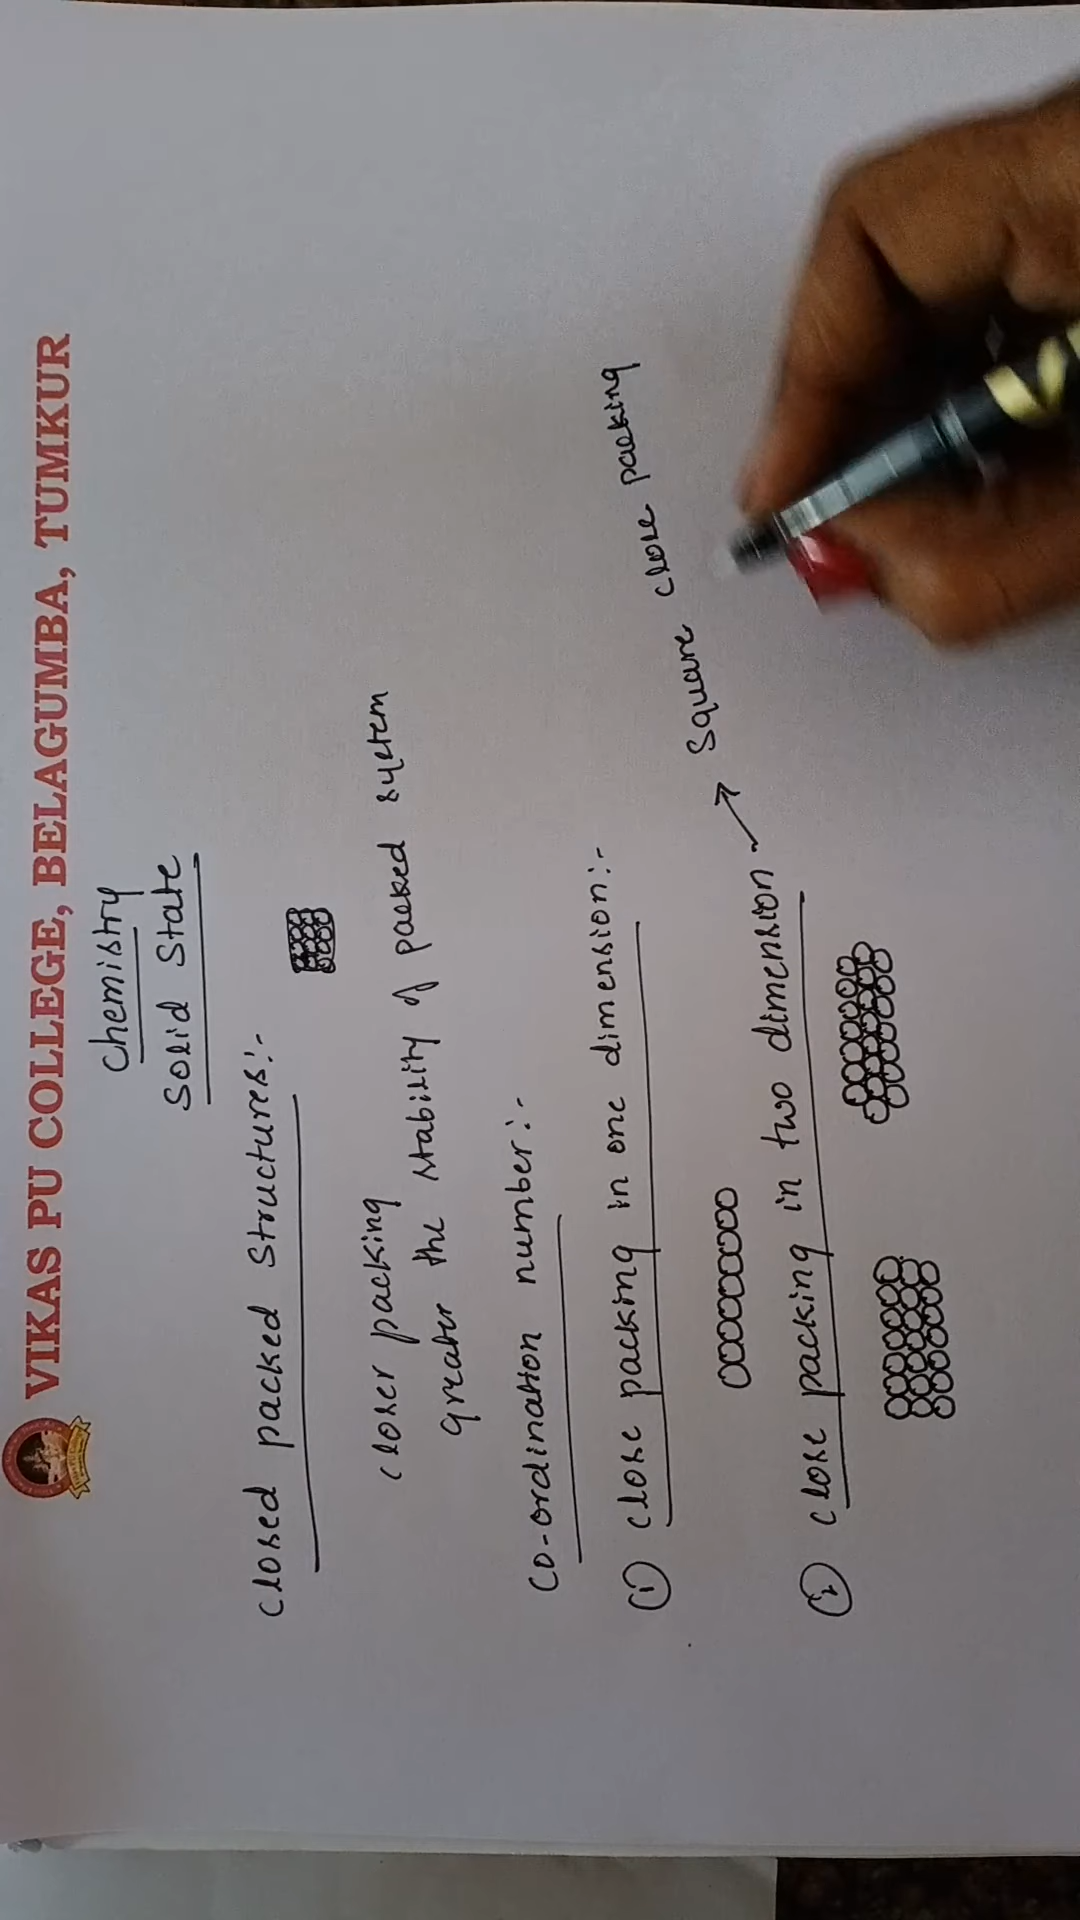 VIKAS PU COLLEGE, BELAGUMBA, TUMKUR
Chemistry
Solid State
Closed packed structures:-
Closer packing
greater the stability of packed system
Co-ordination number:-
① Close packing in one dimension:-
② Close packing in two dimension → Square close packing